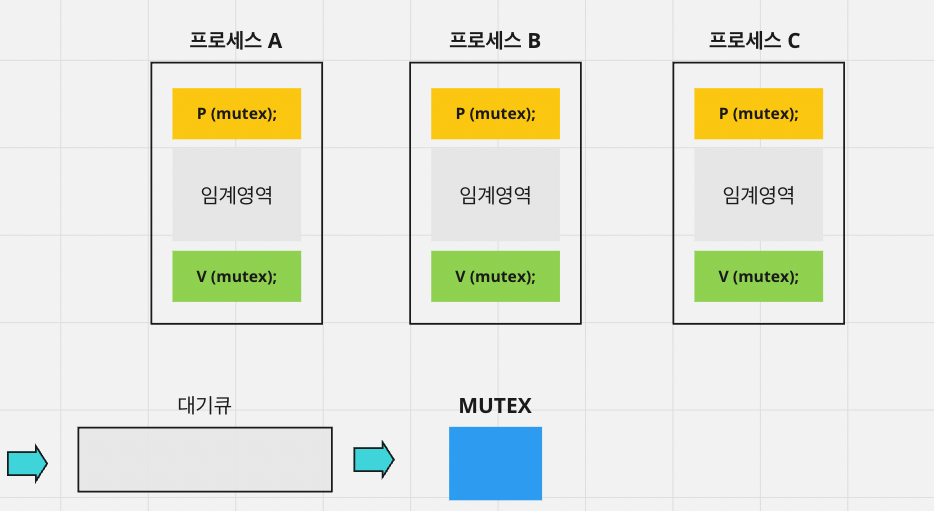 프로세스 A
프로세스 B
프로세스 C
P (mutex);
P (mutex);
P (mutex);
임계영역
임계영역
임계영역
V (mutex);
V (mutex);
V (mutex);
대기큐
MUTEX